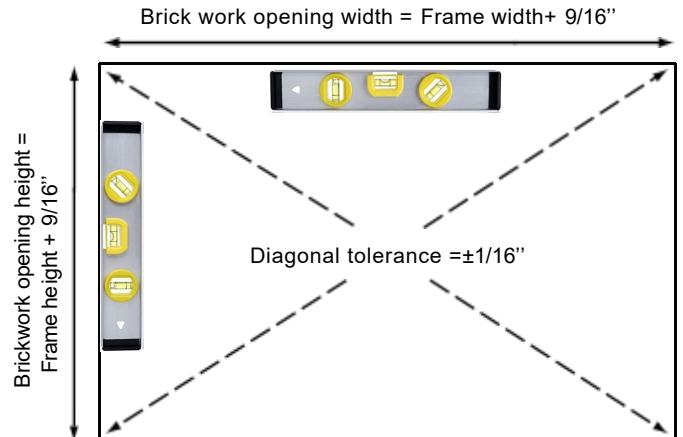 Brick work opening width = Frame width+ 9/16’’
Brickwork opening height =
Frame height + 9/16’’
Diagonal tolerance =±1/16’’